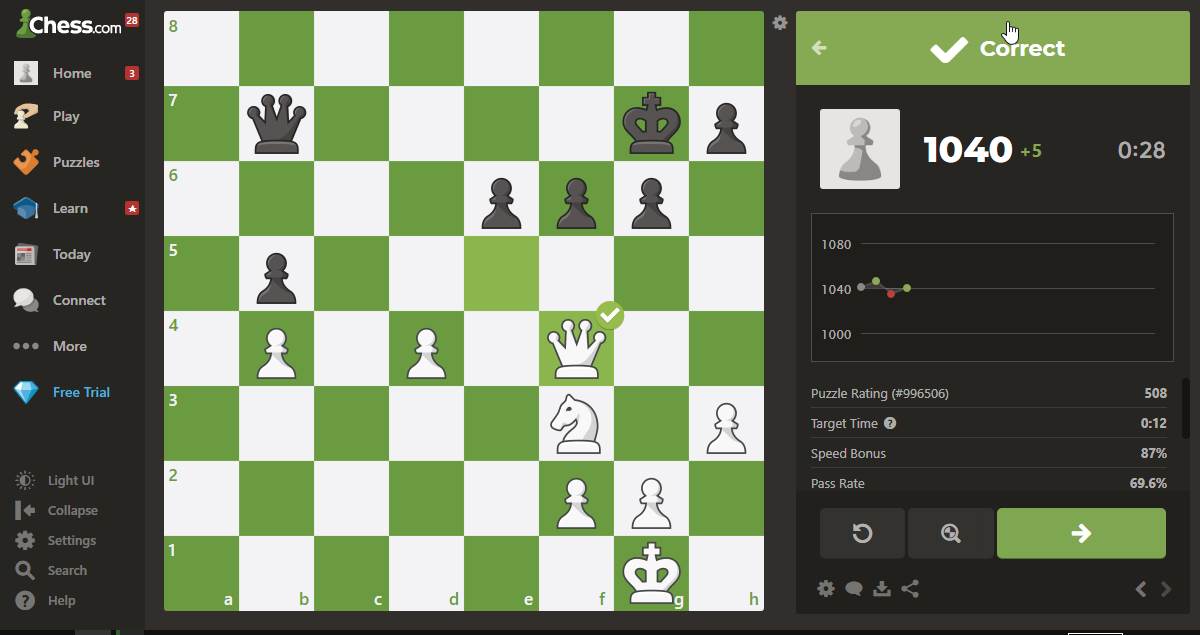 Chess.com 28
Home 3
Play
Puzzles
Learn
Today
Connect
More
Free Trial
Light UI
Collapse
Settings
Search
Help
8
7
6
5
4
3
2
1
a b c d e f g h
Correct
1040 +5 0:28
1080
1040
1000
Puzzle Rating (#996506) 508
Target Time ? 0:12
Speed Bonus 87%
Pass Rate 69.6%